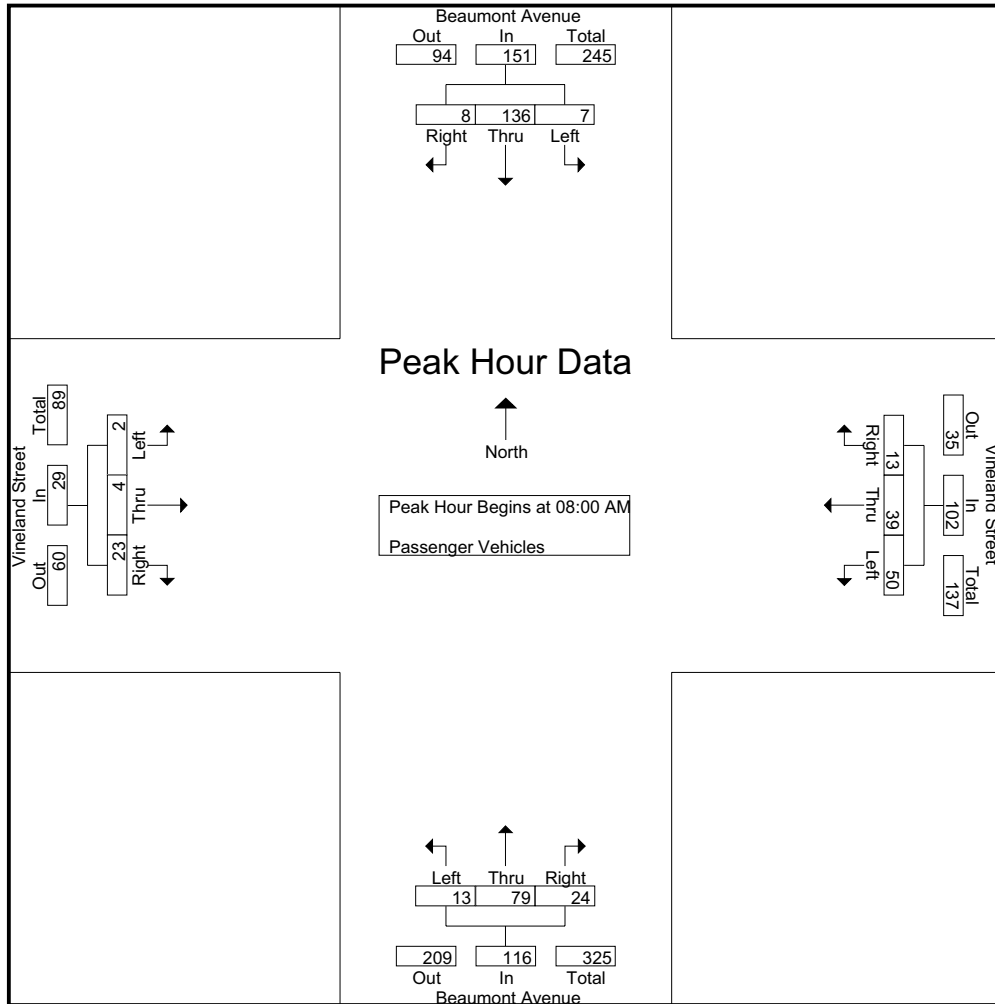 Beaumont Avenue
Out In Total
94 151 245
8 136 7
Right Thru Left
Peak Hour Data
North
Peak Hour Begins at 08:00 AM
Passenger Vehicles
Vineland Street
Total In Out
89 29 60
2 4 23
Left Thru Right
Vineland Street
Out In Total
35 102 137
13 39 50
Right Thru Left
Left Thru Right
13 79 24
209 116 325
Out In Total
Beaumont Avenue